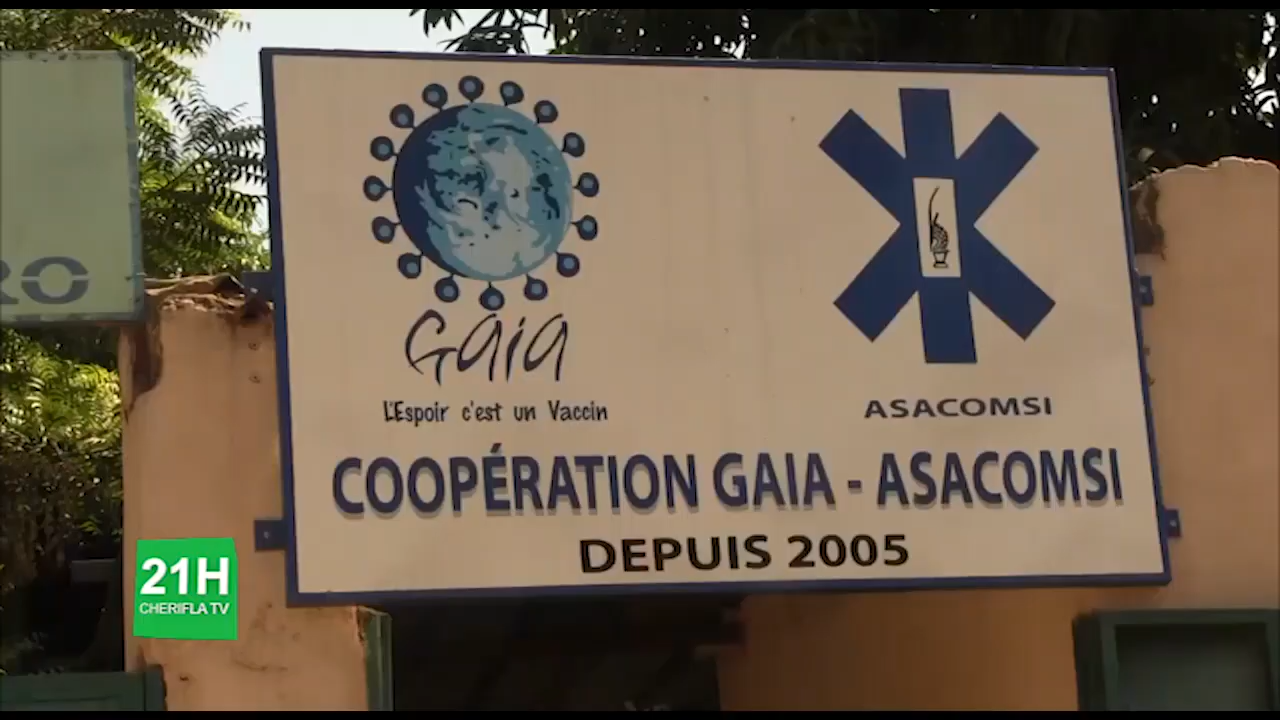 Gaia
L'Espoir c'est un Vaccin
ASACOMSI
COOPÉRATION GAIA - ASACOMSI
DEPUIS 2005
21H
CHERIFLA TV